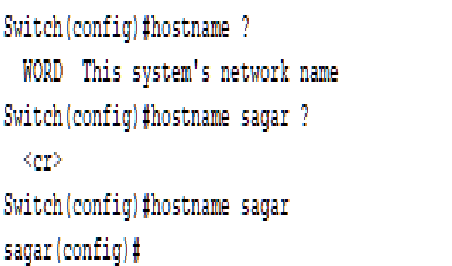 Switch(config)#hostname ?
  WORD  This system's network name
Switch(config)#hostname sagar ?
  <cr>
Switch(config)#hostname sagar
sagar(config)#